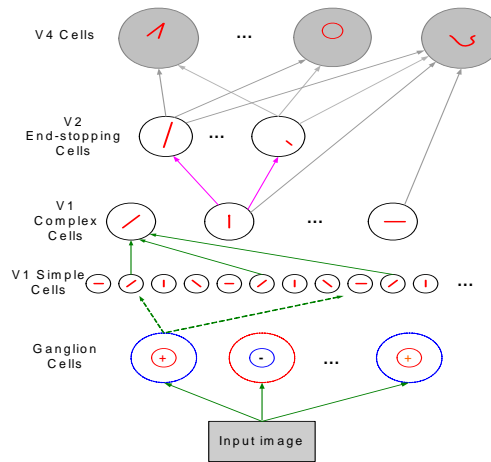 V4 Cells
...
V2
End-stopping
Cells
...
V1
Complex
Cells
...
V1 Simple
Cells
...
Ganglion
Cells
+
-
...
+
Input image